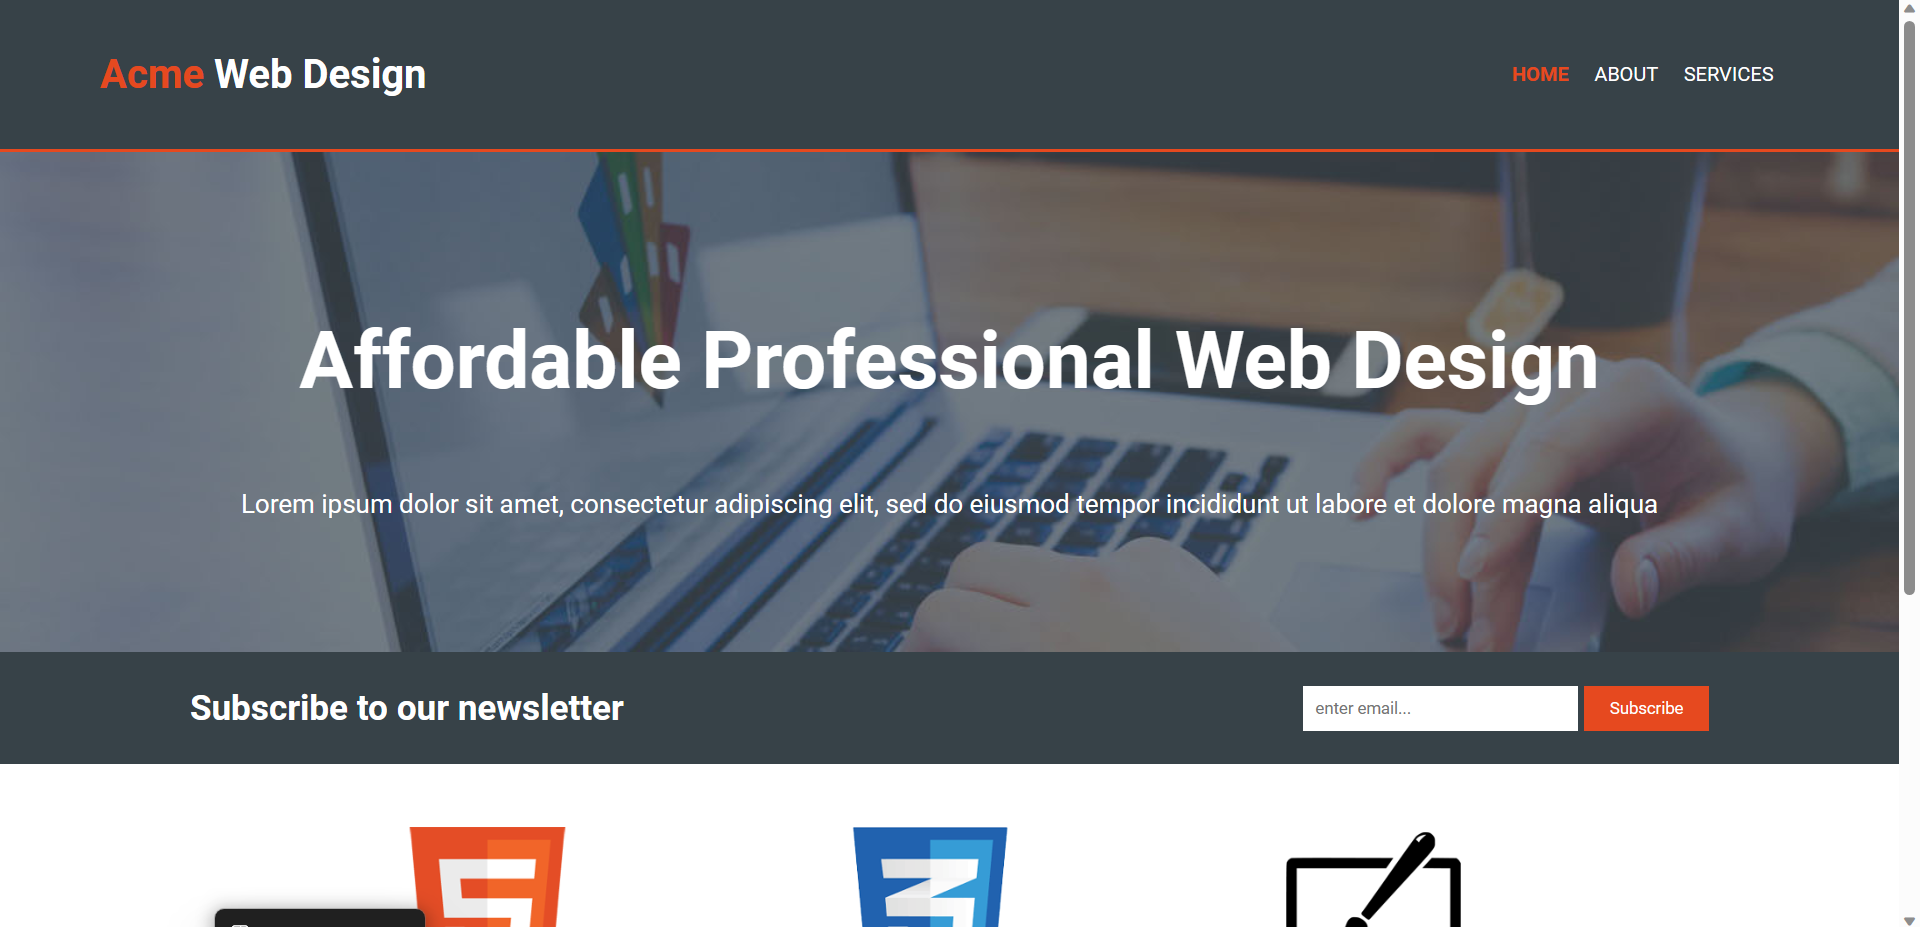 Acme Web Design
HOME ABOUT SERVICES
Affordable Professional Web Design
Lorem ipsum dolor sit amet, consectetur adipiscing elit, sed do eiusmod tempor incididunt ut labore et dolore magna aliqua
Subscribe to our newsletter
enter email...
Subscribe